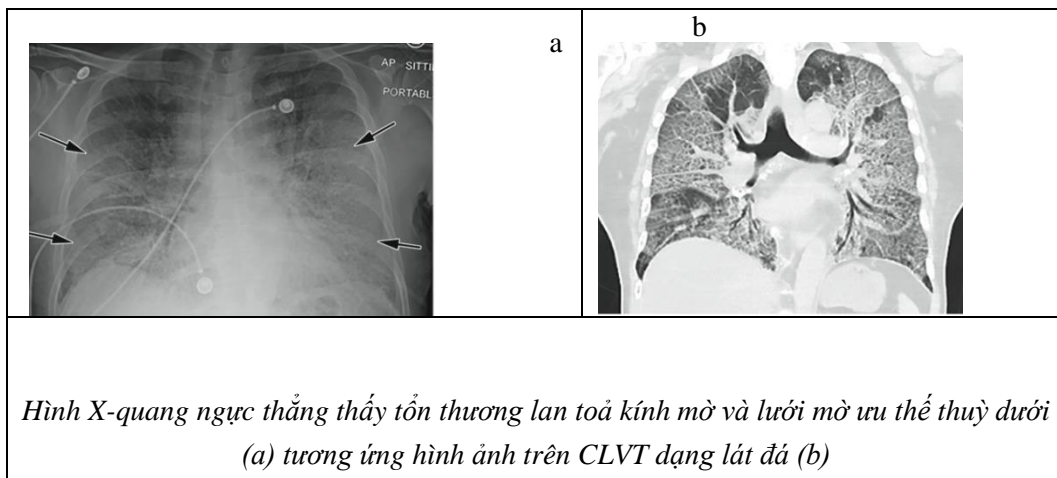 a
b
AP SITTI
PORTABL
Hình X-quang ngực thẳng thấy tổn thương lan toả kính mờ và lưới mờ ưu thế thuỳ dưới
(a) tương ứng hình ảnh trên CLVT dạng lát đá (b)